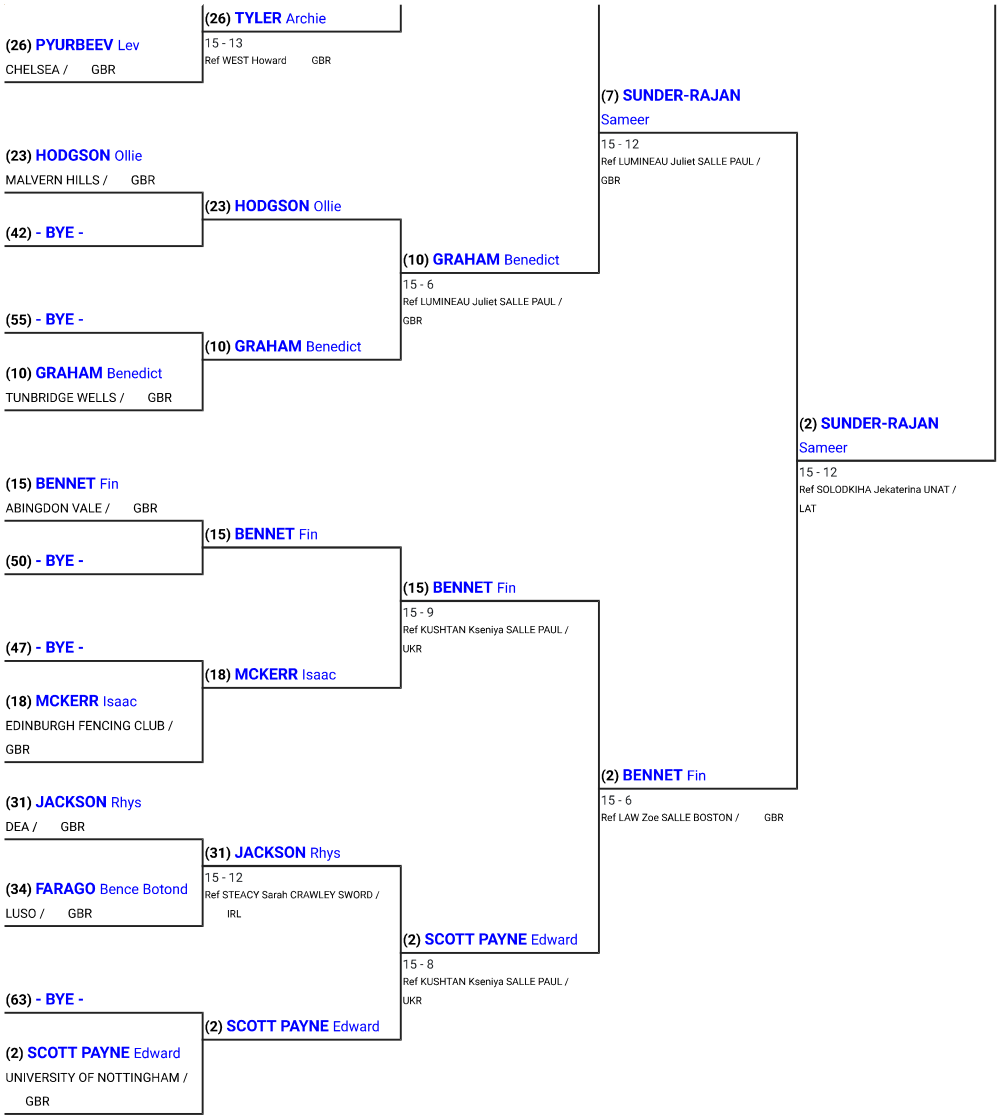 (26) PYURBEEV Lev
CHELSEA / GBR
(23) HODGSON Ollie
MALVERN HILLS / GBR
(42) - BYE -
(55) - BYE -
(10) GRAHAM Benedict
TUNBRIDGE WELLS / GBR
(15) BENNET Fin
ABINGDON VALE / GBR
(50) - BYE -
(47) - BYE -
(18) MCKERR Isaac
EDINBURGH FENCING CLUB /
GBR
(31) JACKSON Rhys
DEA / GBR
(34) FARAGO Bence Botond
LUSO / GBR
(63) - BYE -
(2) SCOTT PAYNE Edward
UNIVERSITY OF NOTTINGHAM /
GBR
(26) TYLER Archie
15 - 13
Ref WEST Howard GBR
(23) HODGSON Ollie
(10) GRAHAM Benedict
(15) BENNET Fin
(18) MCKERR Isaac
(31) JACKSON Rhys
15 - 12
Ref STEACY Sarah CRAWLEY SWORD /
IRL
(2) SCOTT PAYNE Edward
(10) GRAHAM Benedict
15 - 6
Ref LUMINEAU Juliet SALLE PAUL /
GBR
(15) BENNET Fin
15 - 9
Ref KUSHTAN Kseniya SALLE PAUL /
UKR
(2) SCOTT PAYNE Edward
15 - 8
Ref KUSHTAN Kseniya SALLE PAUL /
UKR
(7) SUNDER-RAJAN
Sameer
15 - 12
Ref LUMINEAU Juliet SALLE PAUL /
GBR
(2) BENNET Fin
15 - 6
Ref LAW Zoe SALLE BOSTON / GBR
(2) SUNDER-RAJAN
Sameer
15 - 12
Ref SOLODKIHA Jekaterina UNAT /
LAT